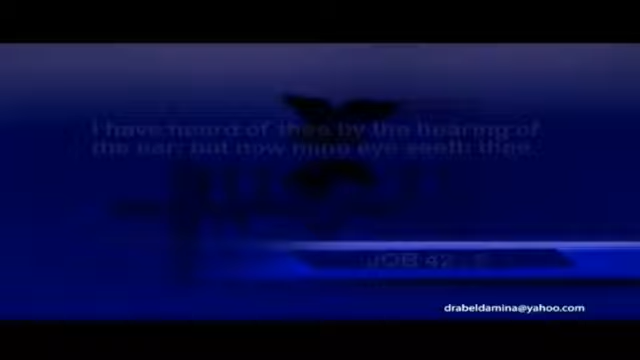 I have heard of thee by the hearing of
the ear: but now mine eye seeth thee.
JOB 42
drabeldamina@yahoo.com